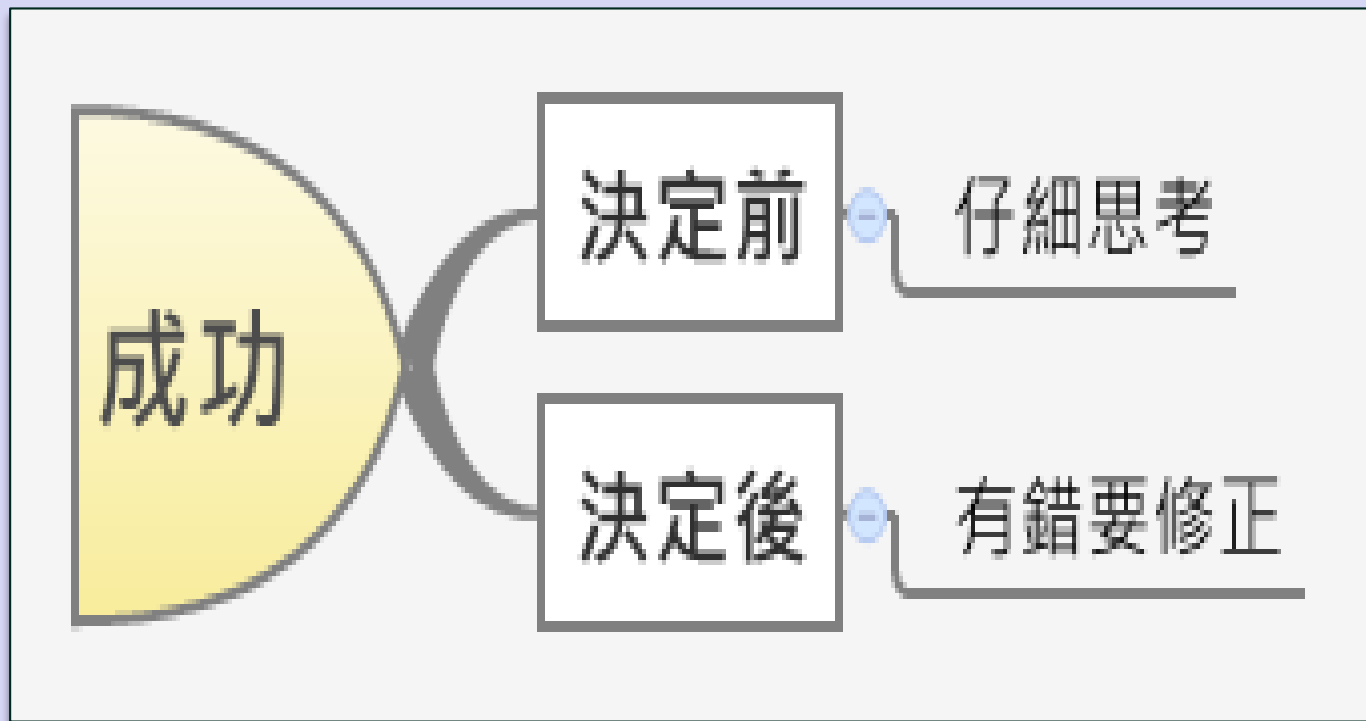 成功
決定前
仔細思考
決定後
有錯要修正